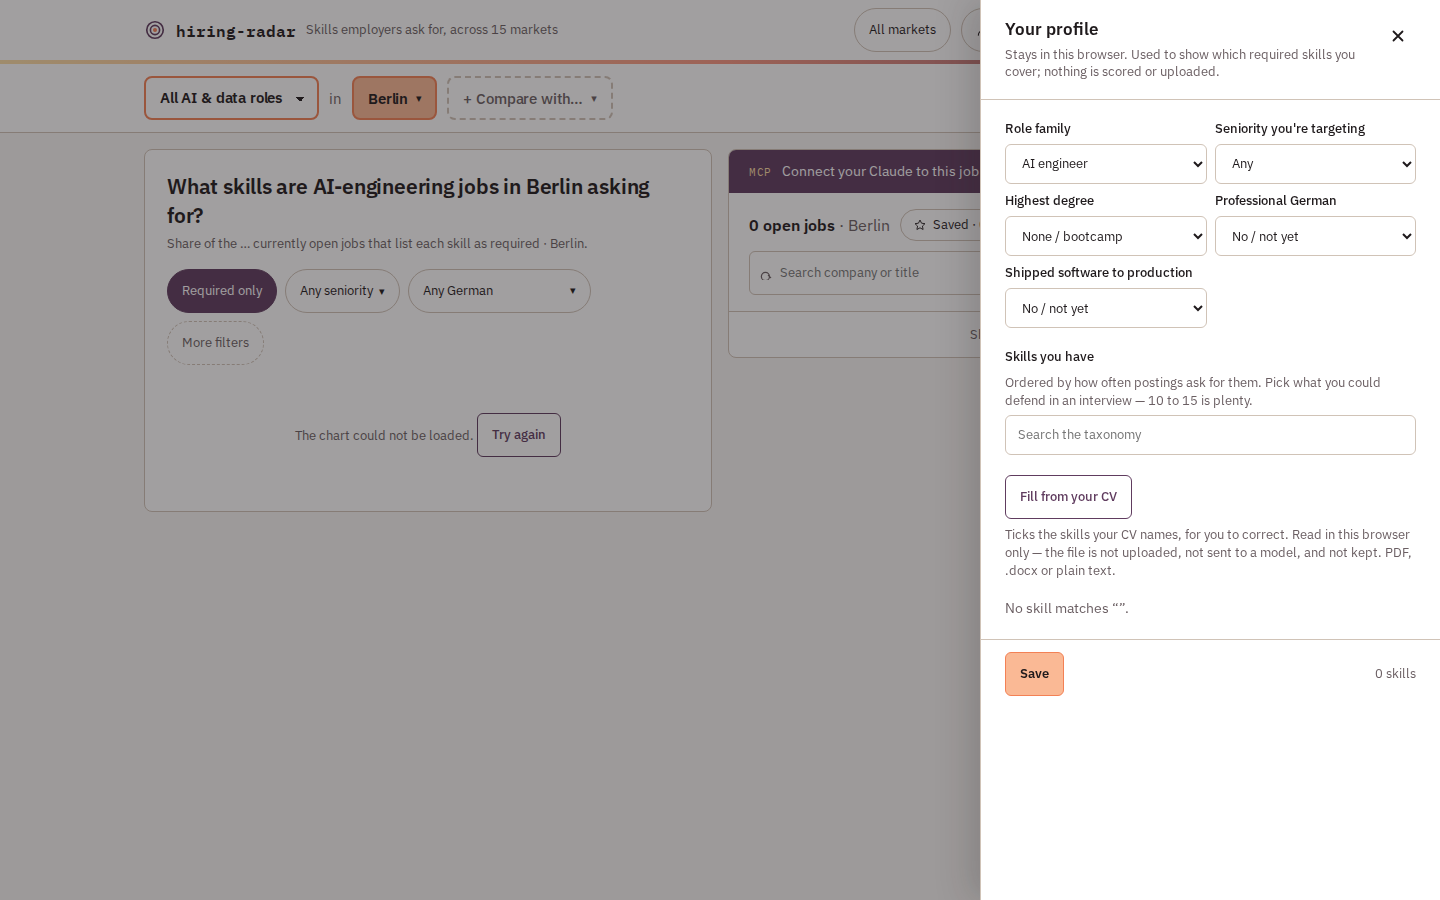 hiring-radar
Skills employers ask for, across 15 markets
All markets
All AI & data roles
in
Berlin
+ Compare with...
What skills are AI-engineering jobs in Berlin asking
for?
Share of the ... currently open jobs that list each skill as required · Berlin.
Required only
Any seniority
Any German
More filters
The chart could not be loaded.
Try again
MCP
Connect your Claude to this job
0 open jobs · Berlin
Saved ·
Search company or title
Your profile
Stays in this browser. Used to show which required skills you
cover; nothing is scored or uploaded.
Role family
Seniority you're targeting
AI engineer
Any
Highest degree
Professional German
None / bootcamp
No / not yet
Shipped software to production
No / not yet
Skills you have
Ordered by how often postings ask for them. Pick what you could
defend in an interview — 10 to 15 is plenty.
Search the taxonomy
Fill from your CV
Ticks the skills your CV names, for you to correct. Read in this browser
only — the file is not uploaded, not sent to a model, and not kept. PDF,
.docx or plain text.
No skill matches “”.
Save
0 skills